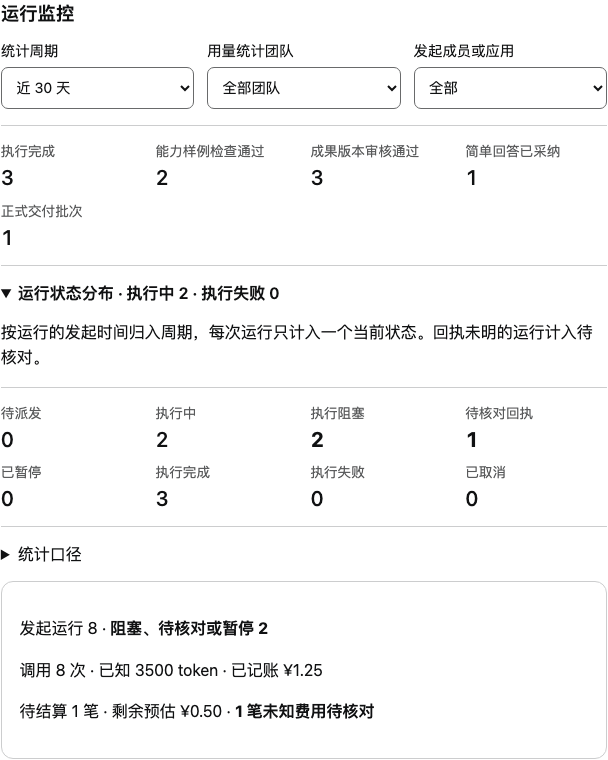 运行监控
统计周期
用量统计团队
发起成员或应用
近 30 天
全部团队
全部
执行完成
能力样例检查通过
成果版本审核通过
简单回答已采纳
3
2
3
1
正式交付批次
1
▼ 运行状态分布 · 执行中 2 · 执行失败 0
按运行的发起时间归入周期，每次运行只计入一个当前状态。回执未明的运行计入待
核对。
待派发
执行中
执行阻塞
待核对回执
0
2
2
1
已暂停
执行完成
执行失败
已取消
0
3
0
0
▶ 统计口径
发起运行 8 · 阻塞、待核对或暂停 2
调用 8 次 · 已知 3500 token · 已记账 ¥1.25
待结算 1 笔 · 剩余预估 ¥0.50 · 1 笔未知费用待核对